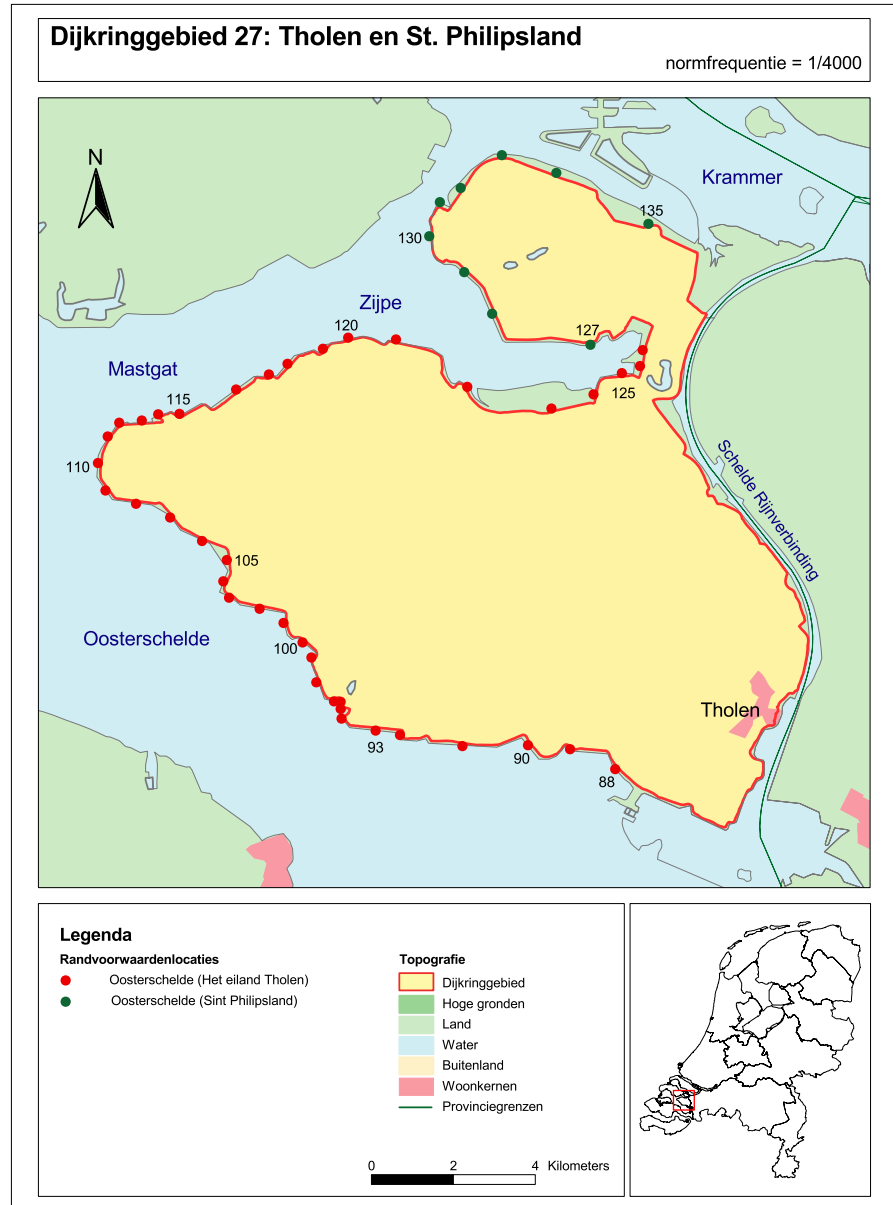 Dijkringgebied 27: Tholen en St. Philipsland
normfrequentie = 1/4000
N
Krammer
135
130
127
Zijpe
120
Mastgat
125
115
110
Schelde Rijnverbinding
105
Oosterschelde
100
Tholen
93
90
88
Legenda
Randvoorwaardenlocaties
Oosterschelde (Het eiland Tholen)
Oosterschelde (Sint Philipsland)
Topografie
Dijkringgebied
Hoge gronden
Land
Water
Buitenland
Woonkernen
Provinciegrenzen
0 2 4 Kilometers